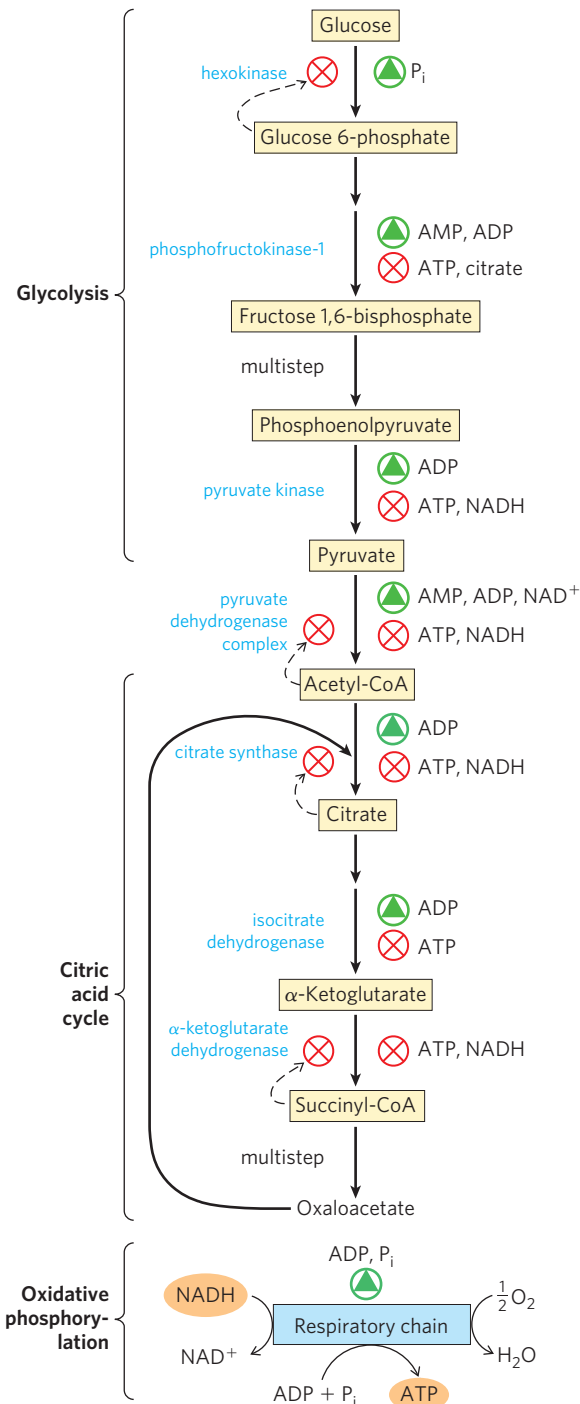 Glucose
hexokinase
Pi
Glucose 6-phosphate
phosphofructokinase-1
AMP, ADP
ATP, citrate
Glycolysis
Fructose 1,6-bisphosphate
multistep
Phosphoenolpyruvate
pyruvate kinase
ADP
ATP, NADH
Pyruvate
pyruvate
dehydrogenase
complex
AMP, ADP, NAD+
ATP, NADH
Acetyl-CoA
citrate synthase
ADP
ATP, NADH
Citrate
isocitrate
dehydrogenase
ADP
ATP
Citric
acid
cycle
α-Ketoglutarate
α-ketoglutarate
dehydrogenase
ATP, NADH
Succinyl-CoA
multistep
Oxaloacetate
Oxidative
phosphory-
lation
ADP, Pi
NADH
1/2 O2
Respiratory chain
NAD+
H2O
ADP + Pi
ATP